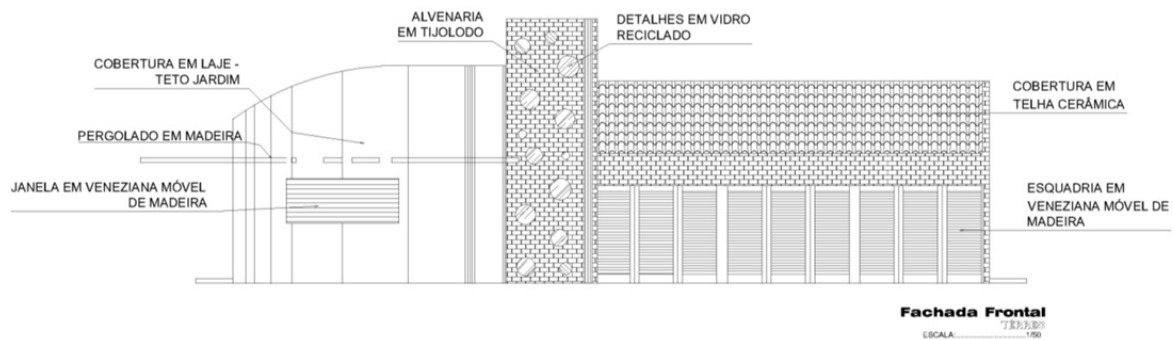 ALVENARIA
EM TIJOLODO
DETALHES EM VIDRO
RECICLADO
COBERTURA EM LAJE -
TETO JARDIM
COBERTURA EM
TELHA CERÂMICA
PERGOLADO EM MADEIRA
JANELA EM VENEZIANA MÓVEL
DE MADEIRA
ESQUADRIA EM
VENEZIANA MÓVEL DE
MADEIRA
Fachada Frontal
TÉRREO
ESCALA: 1/50